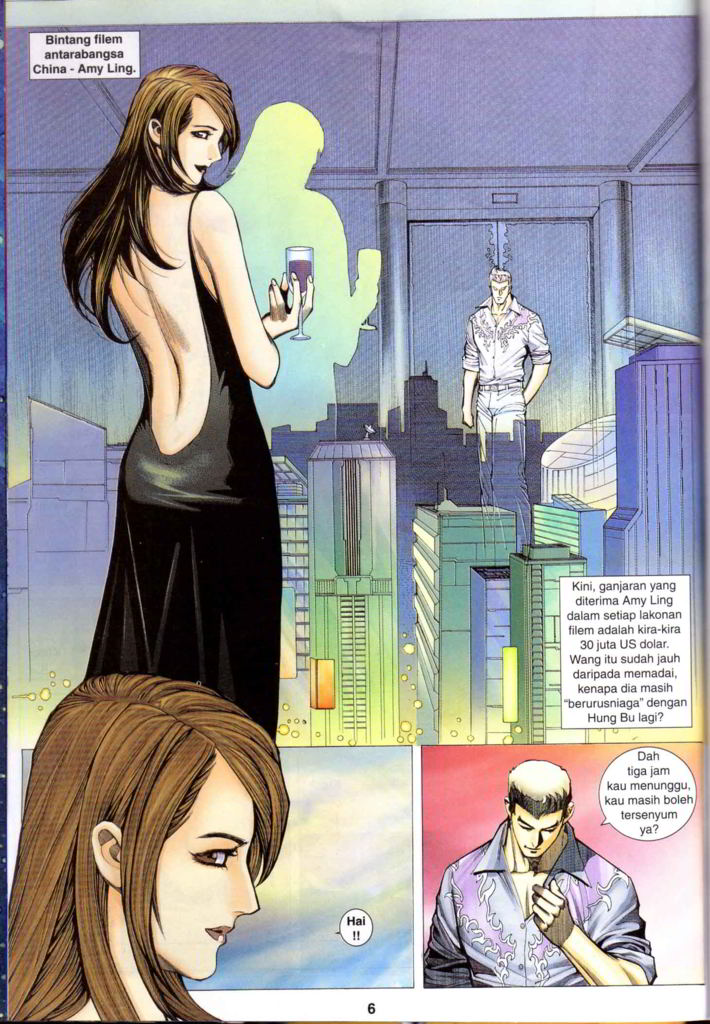 Bintang filem
antarabangsa
China - Amy Ling.
Kini, ganjaran yang
diterima Amy Ling
dalam setiap lakonan
filem adalah kira-kira
30 juta US dolar.
Wang itu sudah jauh
daripada memadai,
kenapa dia masih
“berurusniaga” dengan
Hung Bu lagi?
Hai
!!
Dah
tiga jam
kau menunggu,
kau masih boleh
tersenyum
ya?
6